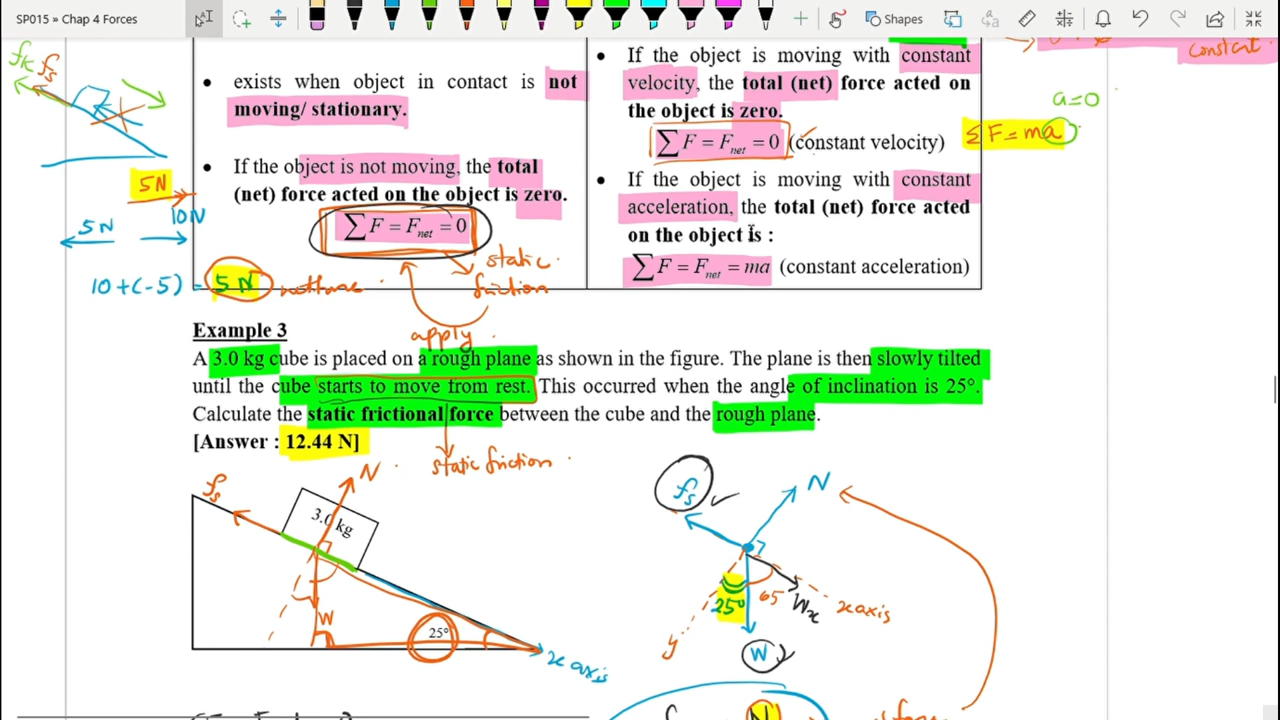 SP015 » Chap 4 Forces
Shapes
fk fs
• exists when object in contact is not
moving/ stationary.
• If the object is not moving, the total
(net) force acted on the object is zero.
∑F = Fnet = 0
static
friction
apply
5N
10N
5N
10 + (-5) = 5 N
• If the object is moving with constant
velocity, the total (net) force acted on
the object is zero.
∑F = Fnet = 0 (constant velocity)
• If the object is moving with constant
acceleration, the total (net) force acted
on the object is :
∑F = Fnet = ma (constant acceleration)
constant.
a=0
∑F = ma
Example 3
A 3.0 kg cube is placed on a rough plane as shown in the figure. The plane is then slowly tilted
until the cube starts to move from rest. This occurred when the angle of inclination is 25°.
Calculate the static frictional force between the cube and the rough plane.
[Answer : 12.44 N]
static friction
fs
N
3.0 kg
W
25°
x axis
fs
N
25°
65
Wx
x axis
y
W
N